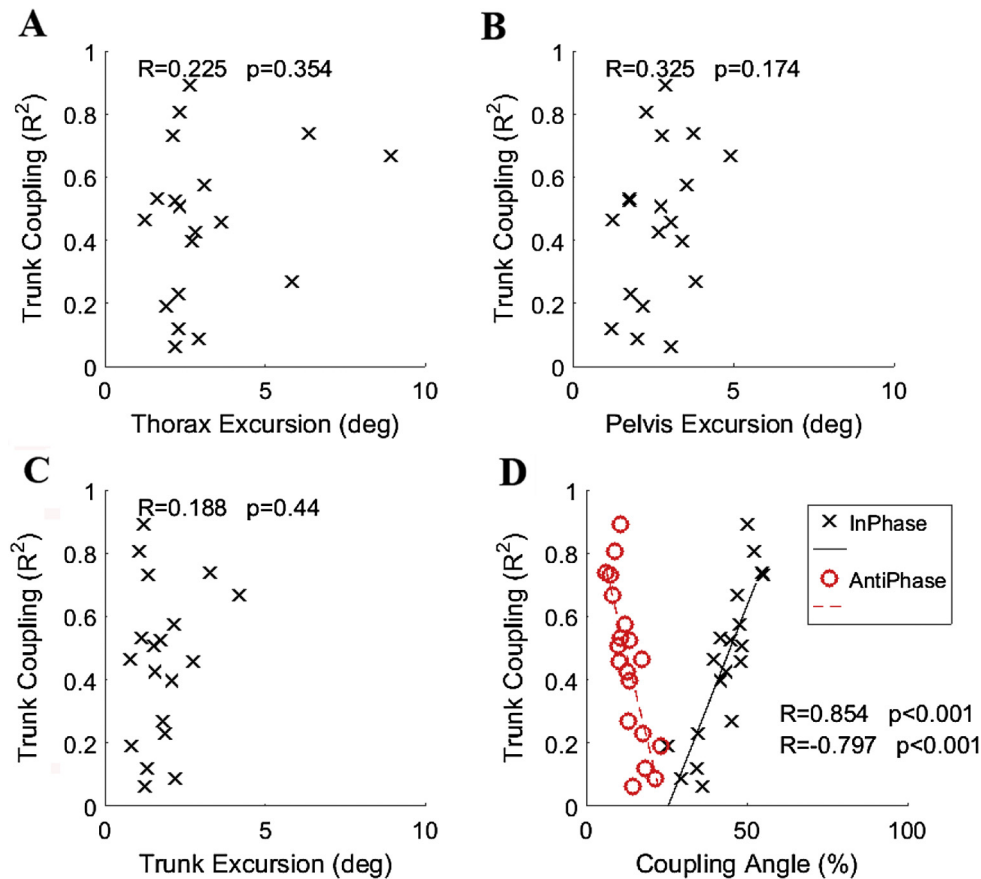 A
R=0.225 p=0.354
Trunk Coupling (R²)
1
0.8
0.6
0.4
0.2
0
0 5 10
Thorax Excursion (deg)
B
R=0.325 p=0.174
Trunk Coupling (R²)
1
0.8
0.6
0.4
0.2
0
0 5 10
Pelvis Excursion (deg)
C
R=0.188 p=0.44
Trunk Coupling (R²)
1
0.8
0.6
0.4
0.2
0
0 5 10
Trunk Excursion (deg)
D
Trunk Coupling (R²)
1
0.8
0.6
0.4
0.2
0
InPhase
AntiPhase
R=0.854 p<0.001
R=-0.797 p<0.001
0 50 100
Coupling Angle (%)